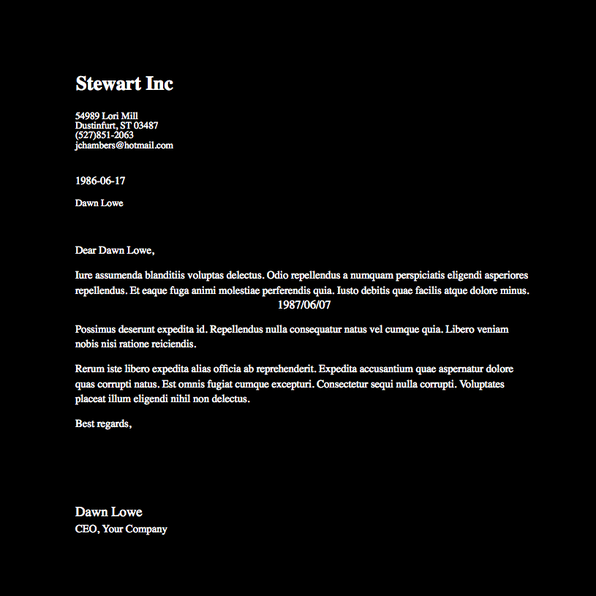 Stewart Inc
54989 Lori Mill
Dustinfurt, ST 03487
(527)851-2063
jchambers@hotmail.com
1986-06-17
Dawn Lowe
Dear Dawn Lowe,
Iure assumenda blanditiis voluptas delectus. Odio repellendus a numquam perspiciatis eligendi asperiores
repellendus. Et eaque fuga animi molestiae perferendis quia. Iusto debitis quae facilis atque dolore minus.
1987/06/07
Possimus deserunt expedita id. Repellendus nulla consequatur natus vel cumque quia. Libero veniam
nobis nisi ratione reiciendis.
Rerum iste libero expedita alias officia ab reprehenderit. Expedita accusantium quae aspernatur dolore
quas corrupti natus. Est omnis fugiat cumque excepturi. Consectetur sequi nulla corrupti. Voluptates
placeat illum eligendi nihil non delectus.
Best regards,
Dawn Lowe
CEO, Your Company